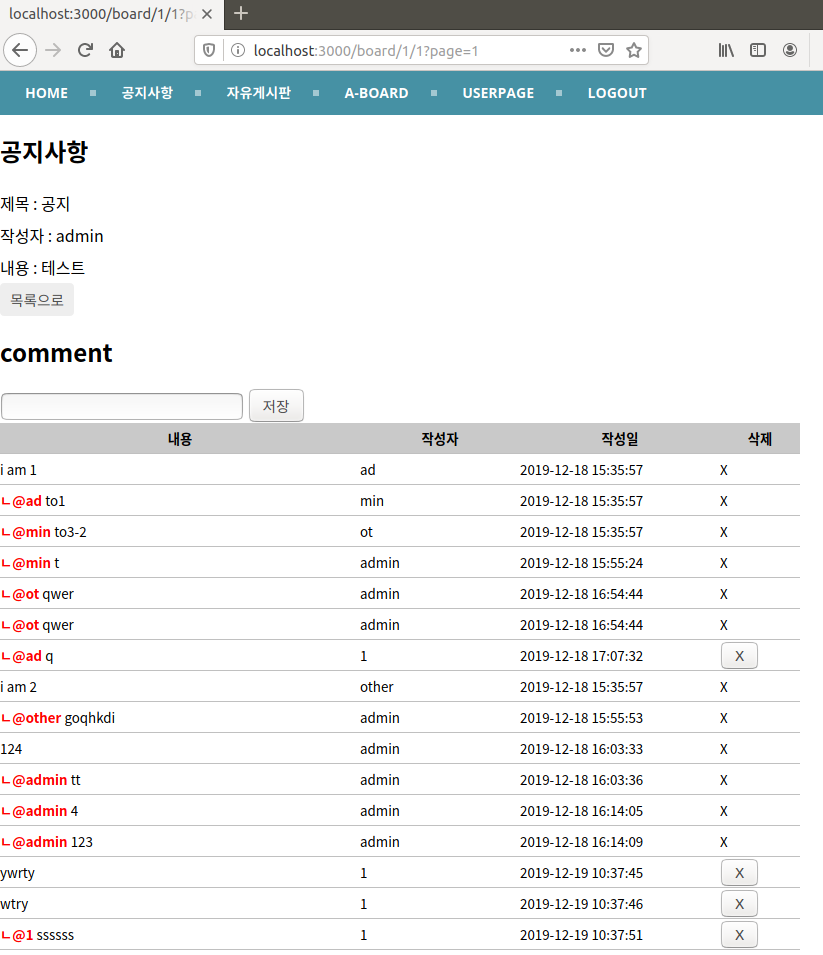 localhost:3000/board/1/1?p
localhost:3000/board/1/1?page=1
HOME 공지사항 자유게시판 A-BOARD USERPAGE LOGOUT
공지사항
제목 : 공지
작성자 : admin
내용 : 테스트
목록으로
comment
저장
내용 작성자 작성일 삭제
i am 1 ad 2019-12-18 15:35:57 X
ㄴ@ad to1 min 2019-12-18 15:35:57 X
ㄴ@min to3-2 ot 2019-12-18 15:35:57 X
ㄴ@min t admin 2019-12-18 15:55:24 X
ㄴ@ot qwer admin 2019-12-18 16:54:44 X
ㄴ@ot qwer admin 2019-12-18 16:54:44 X
ㄴ@ad q 1 2019-12-18 17:07:32 X
i am 2 other 2019-12-18 15:35:57 X
ㄴ@other goqhkdi admin 2019-12-18 15:55:53 X
124 admin 2019-12-18 16:03:33 X
ㄴ@admin tt admin 2019-12-18 16:03:36 X
ㄴ@admin 4 admin 2019-12-18 16:14:05 X
ㄴ@admin 123 admin 2019-12-18 16:14:09 X
ywrty 1 2019-12-19 10:37:45 X
wtry 1 2019-12-19 10:37:46 X
ㄴ@1 ssssss 1 2019-12-19 10:37:51 X